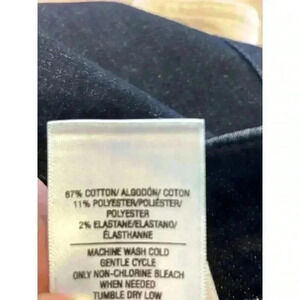 67% COTTON/ ALGODÓN/ COTON
11% POLYESTER/POLIÉSTER/
POLYESTER
2% ELASTANE/ELASTANO/
ÉLASTHANNE
MACHINE WASH COLD
GENTLE CYCLE
ONLY NON-CHLORINE BLEACH
WHEN NEEDED
TUMBLE DRY LOW